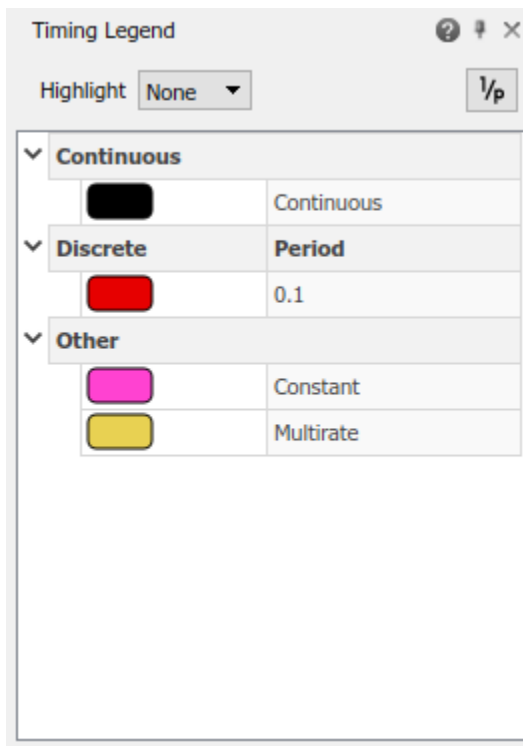 Timing Legend
Highlight None
1/p
Continuous
Continuous
Discrete Period
0.1
Other
Constant
Multirate